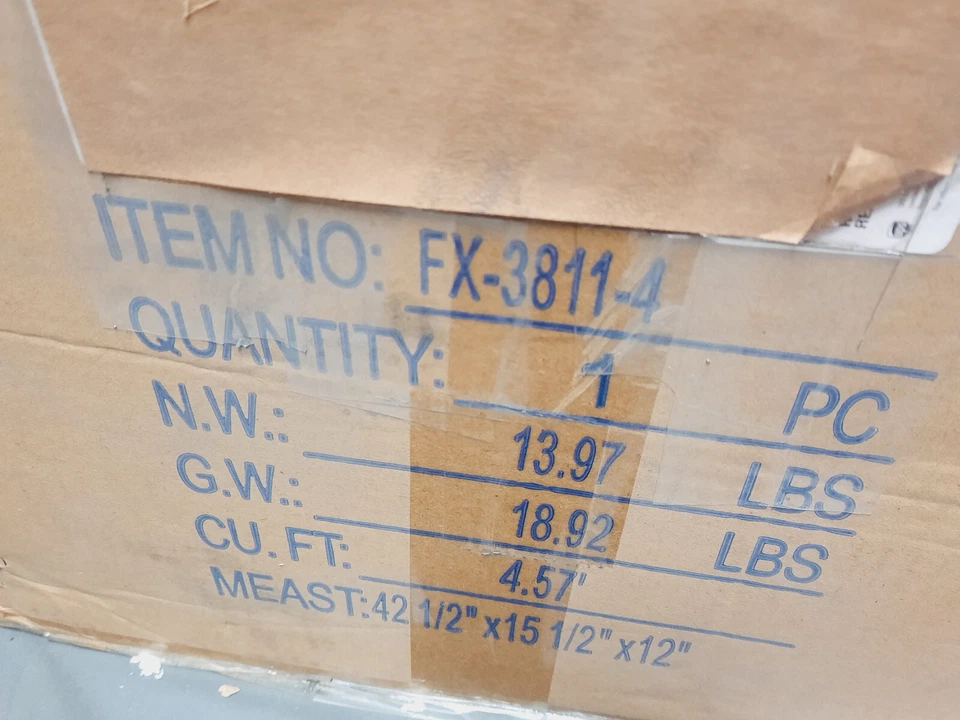 ITEM NO: FX-3811-4
QUANTITY: 1 PC
N.W.: 13.97 LBS
G.W.: 18.92 LBS
CU. FT: 4.57'
MEAST: 42 1/2" x15 1/2" x12"